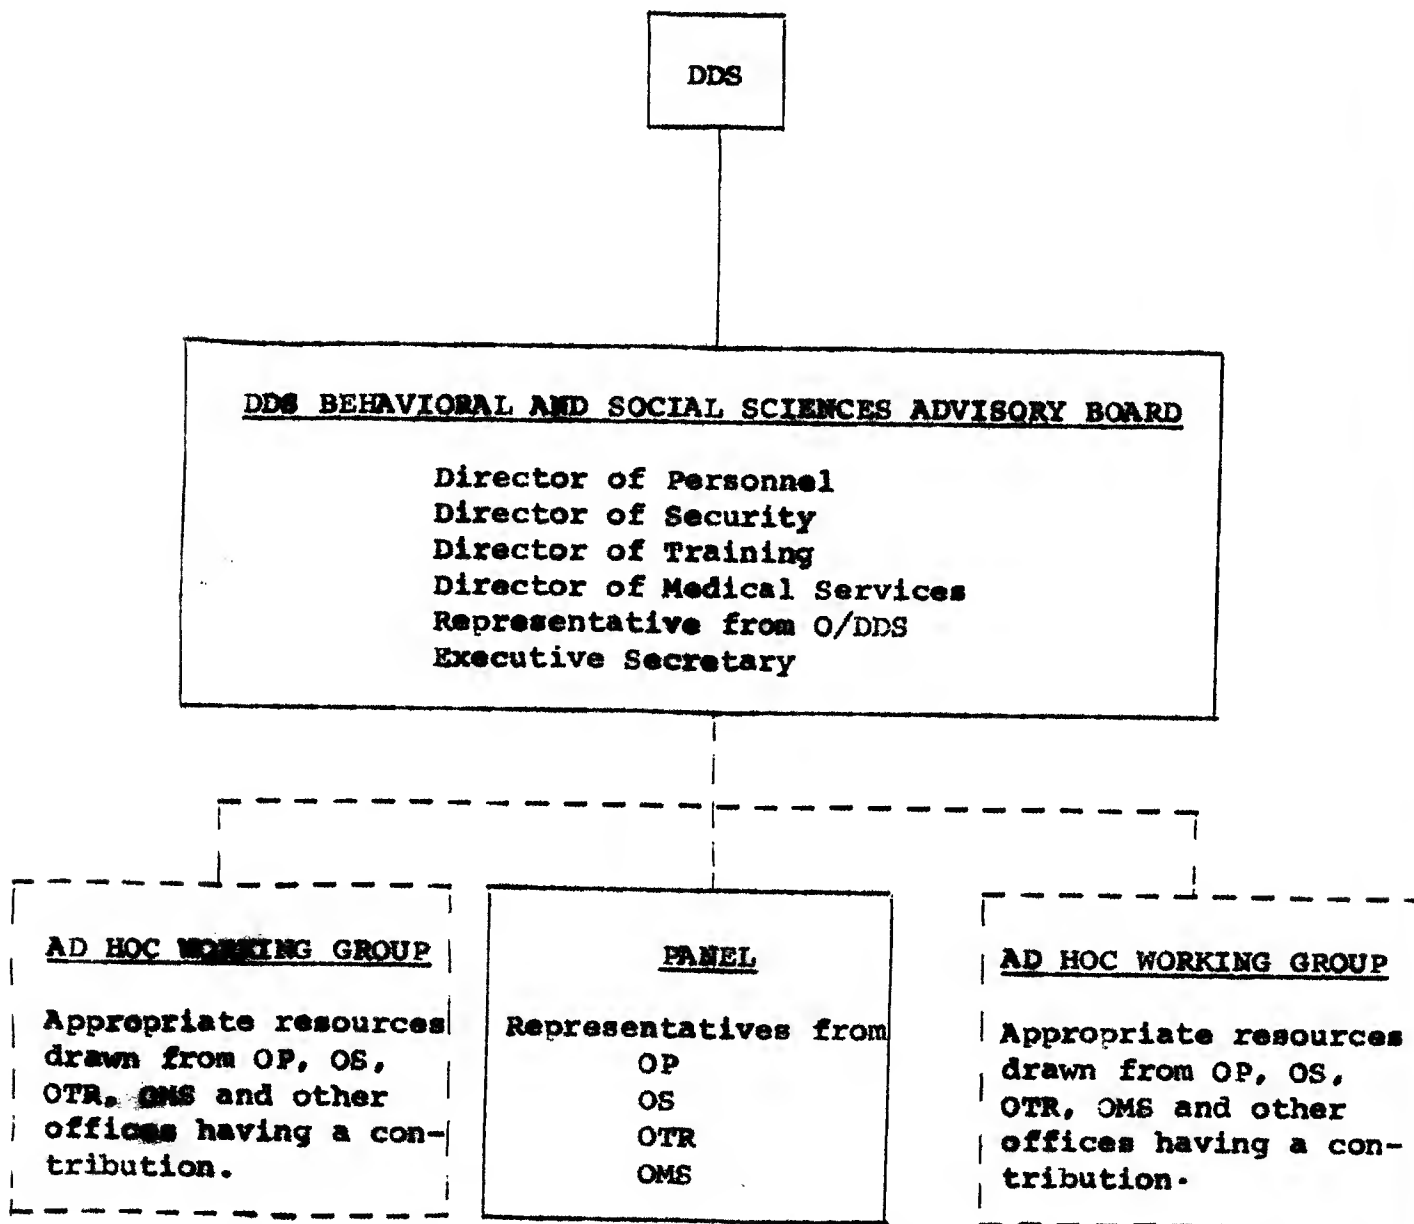 DDS
DDS BEHAVIORAL AND SOCIAL SCIENCES ADVISORY BOARD
Director of Personnel
Director of Security
Director of Training
Director of Medical Services
Representative from O/DDS
Executive Secretary
AD HOC WORKING GROUP
Appropriate resources
drawn from OP, OS,
OTR, OMS and other
offices having a con-
tribution.
PANEL
Representatives from
OP
OS
OTR
OMS
AD HOC WORKING GROUP
Appropriate resources
drawn from OP, OS,
OTR, OMS and other
offices having a con-
tribution.